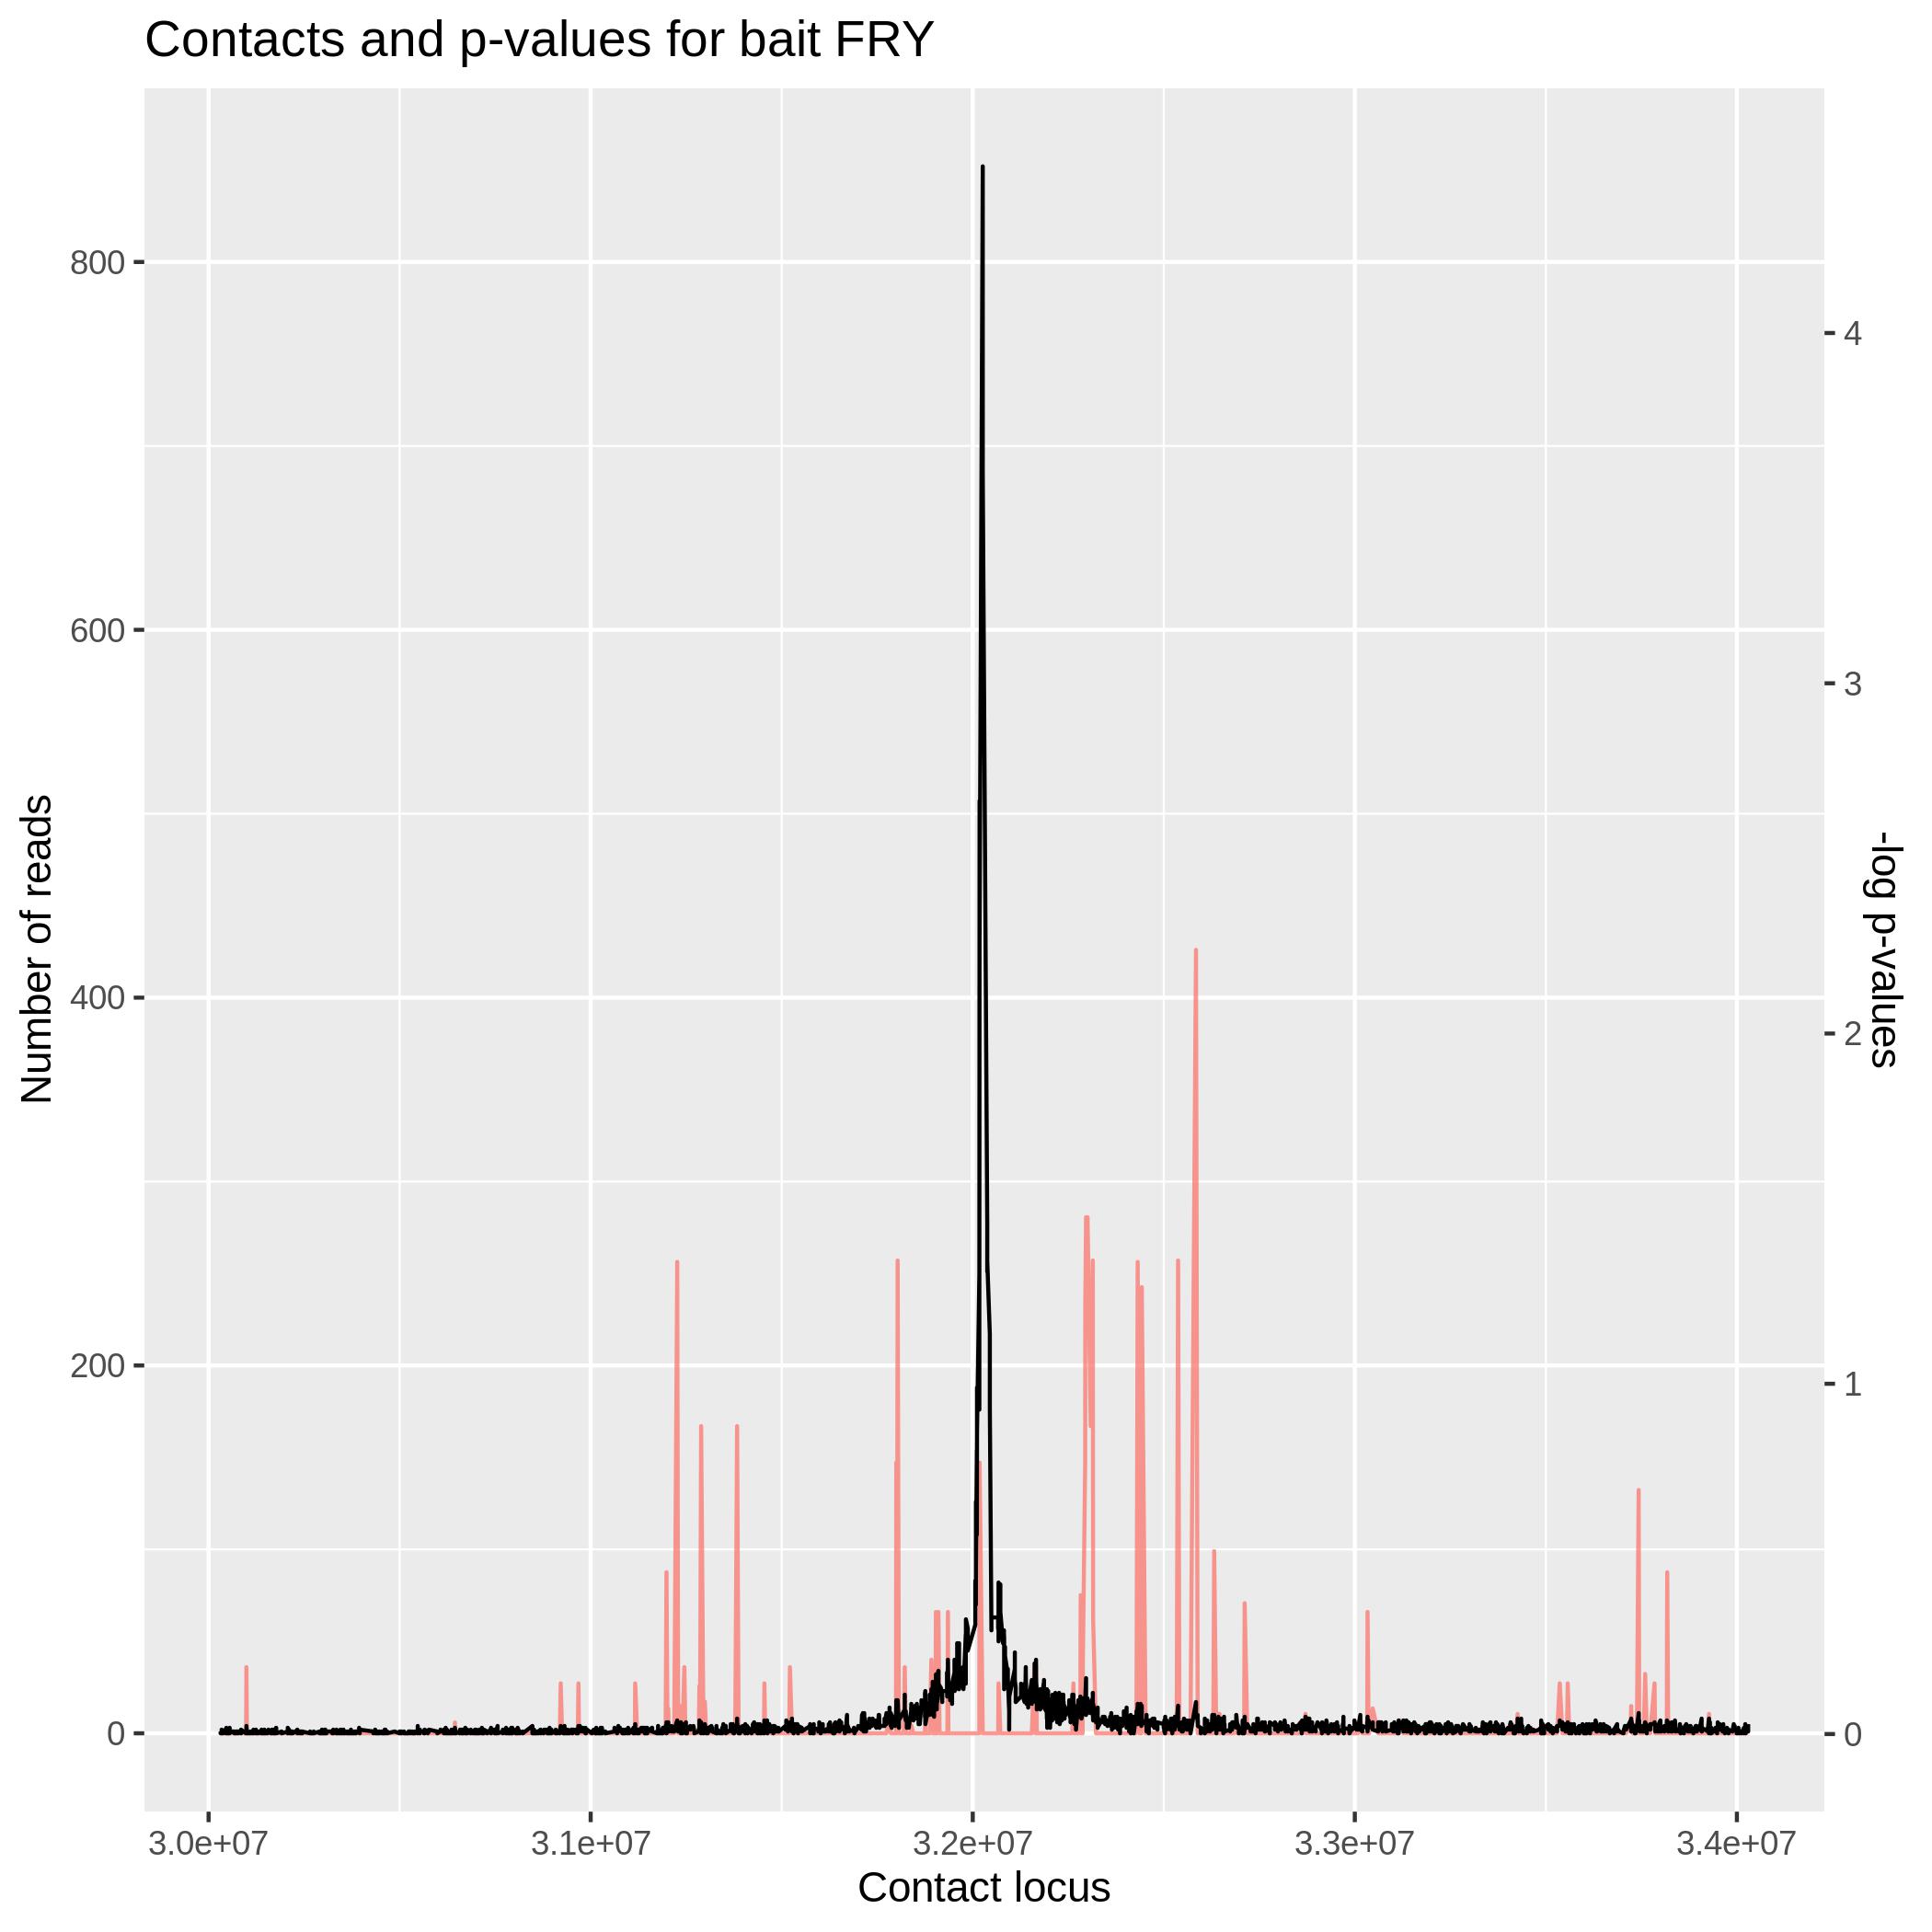 Contacts and p-values for bait FRY
Number of reads
800
600
400
200
0
4
3
2
1
0
-log p-values
3.0e+07 3.1e+07 3.2e+07 3.3e+07 3.4e+07
Contact locus